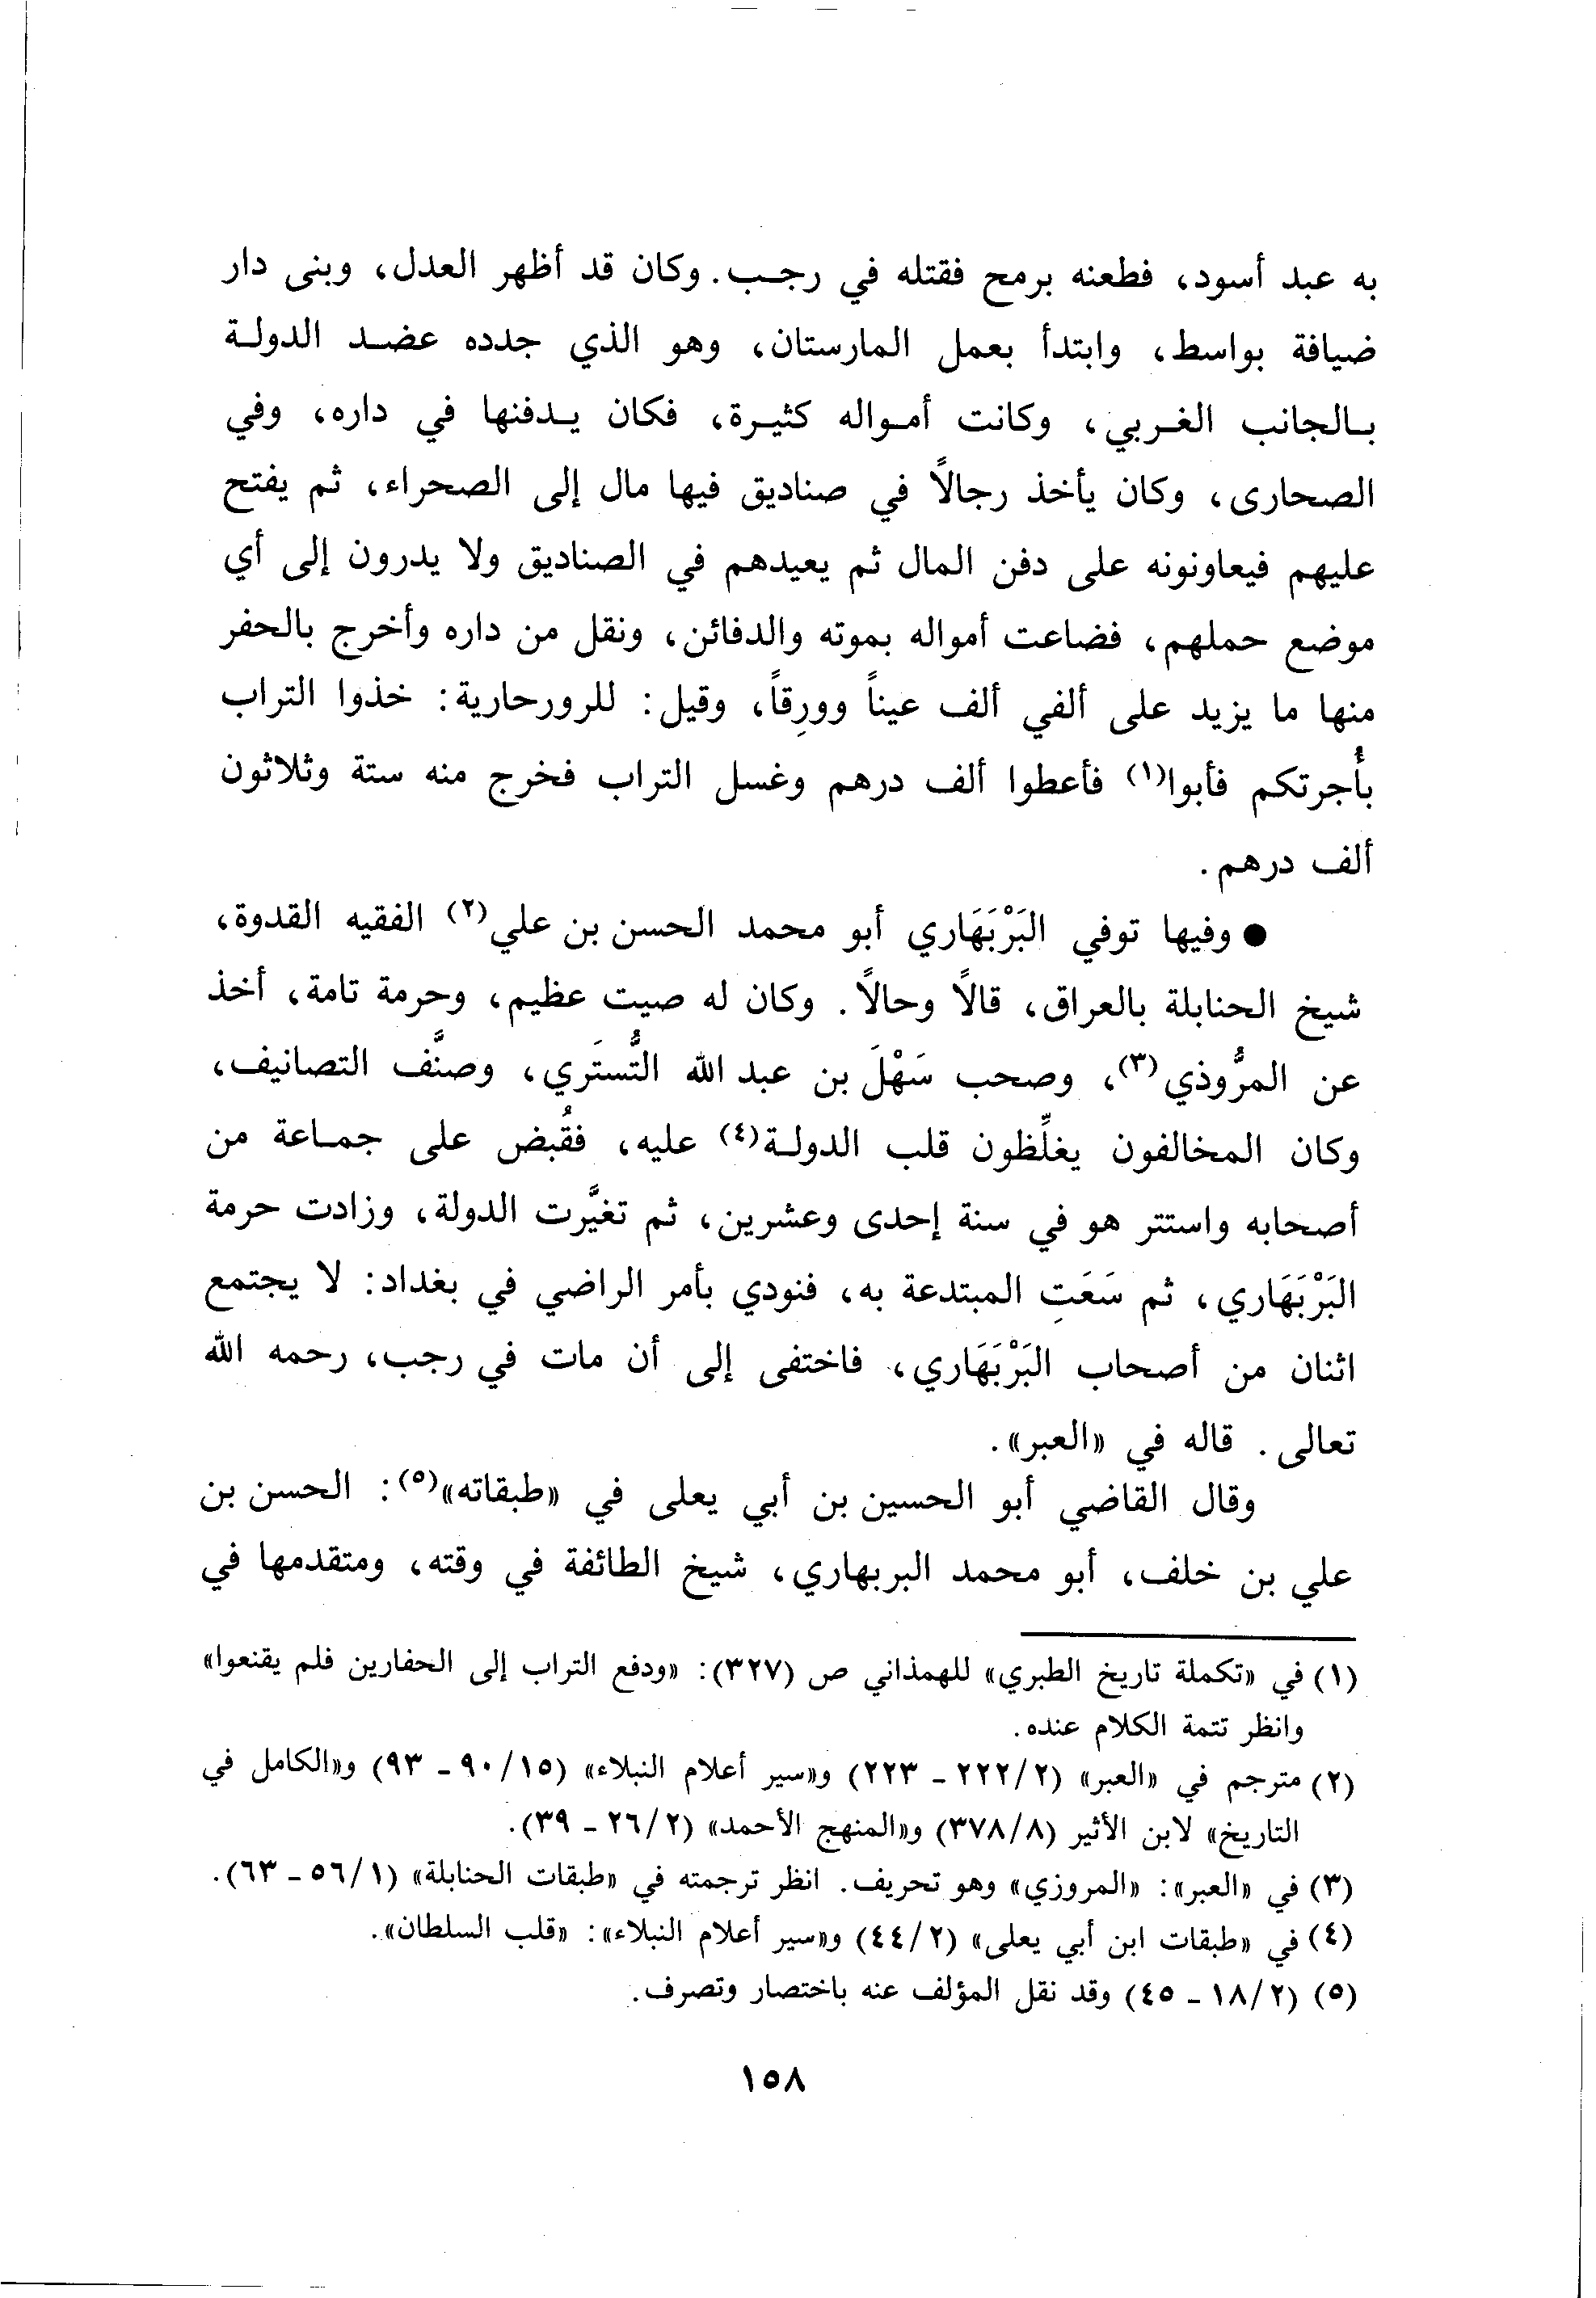 به عبد أسود، فطعنه برمح فقتله في رجب. وكان قد أظهر العدل، وبنى دار
ضيافة بواسط، وابتدأ بعمل المارستان، وهو الذي جدده عضد الدولة
بالجانب الغربي، وكانت أمواله كثيرة، فكان يدفنها في داره، وفي
الصحارى، وكان يأخذ رجالاً في صناديق فيها مال إلى الصحراء، ثم يفتح
عليهم فيعاونونه على دفن المال ثم يعيدهم في الصناديق ولا يدرون إلى أي
موضع حملهم، فضاعت أمواله بموته والدفائن، ونقل من داره وأخرج بالحفر
منها ما يزيد على ألفي ألف عيناً وورِقاً، وقيل: للرورحارية: خذوا التراب
بأُجرتكم فأبوا(١) فأعطوا ألف درهم وغسل التراب فخرج منه ستة وثلاثون
ألف درهم.
● وفيها توفي البَرْبَهَاري أبو محمد الحسن بن علي(٢) الفقيه القدوة،
شيخ الحنابلة بالعراق، قالاً وحالاً. وكان له صيت عظيم، وحرمة تامة، أخذ
عن المرُّوذي(٣)، وصحب سَهْلَ بن عبد الله التُّستَري، وصنَّف التصانيف،
وكان المخالفون يغلِّظون قلب الدولة(٤) عليه، فقُبض على جماعة من
أصحابه واستتر هو في سنة إحدى وعشرين، ثم تغيَّرت الدولة، وزادت حرمة
البَرْبَهَاري، ثم سَعَتِ المبتدعة به، فنودي بأمر الراضي في بغداد: لا يجتمع
اثنان من أصحاب البَرْبَهَاري، فاختفى إلى أن مات في رجب، رحمه الله
تعالى. قاله في «العبر».
وقال القاضي أبو الحسين بن أبي يعلى في «طبقاته»(٥): الحسن بن
علي بن خلف، أبو محمد البربهاري، شيخ الطائفة في وقته، ومتقدمها في
(١) في «تكملة تاريخ الطبري» للهمذاني ص (٣٢٧): «ودفع التراب إلى الحفارين فلم يقنعوا»
وانظر تتمة الكلام عنده.
(٢) مترجم في «العبر» (٢/ ٢٢٢ - ٢٢٣) و«سير أعلام النبلاء» (١٥/ ٩٠ - ٩٣) و«الكامل في
التاريخ» لابن الأثير (٨/ ٣٧٨) و«المنهج الأحمد» (٢/ ٢٦ - ٣٩).
(٣) في «العبر»: «المروزي» وهو تحريف. انظر ترجمته في «طبقات الحنابلة» (١/ ٥٦ - ٦٣).
(٤) في «طبقات ابن أبي يعلى» (٢/ ٤٤) و«سير أعلام النبلاء»: «قلب السلطان».
(٥) (٢/ ١٨ - ٤٥) وقد نقل المؤلف عنه باختصار وتصرف.
١٥٨